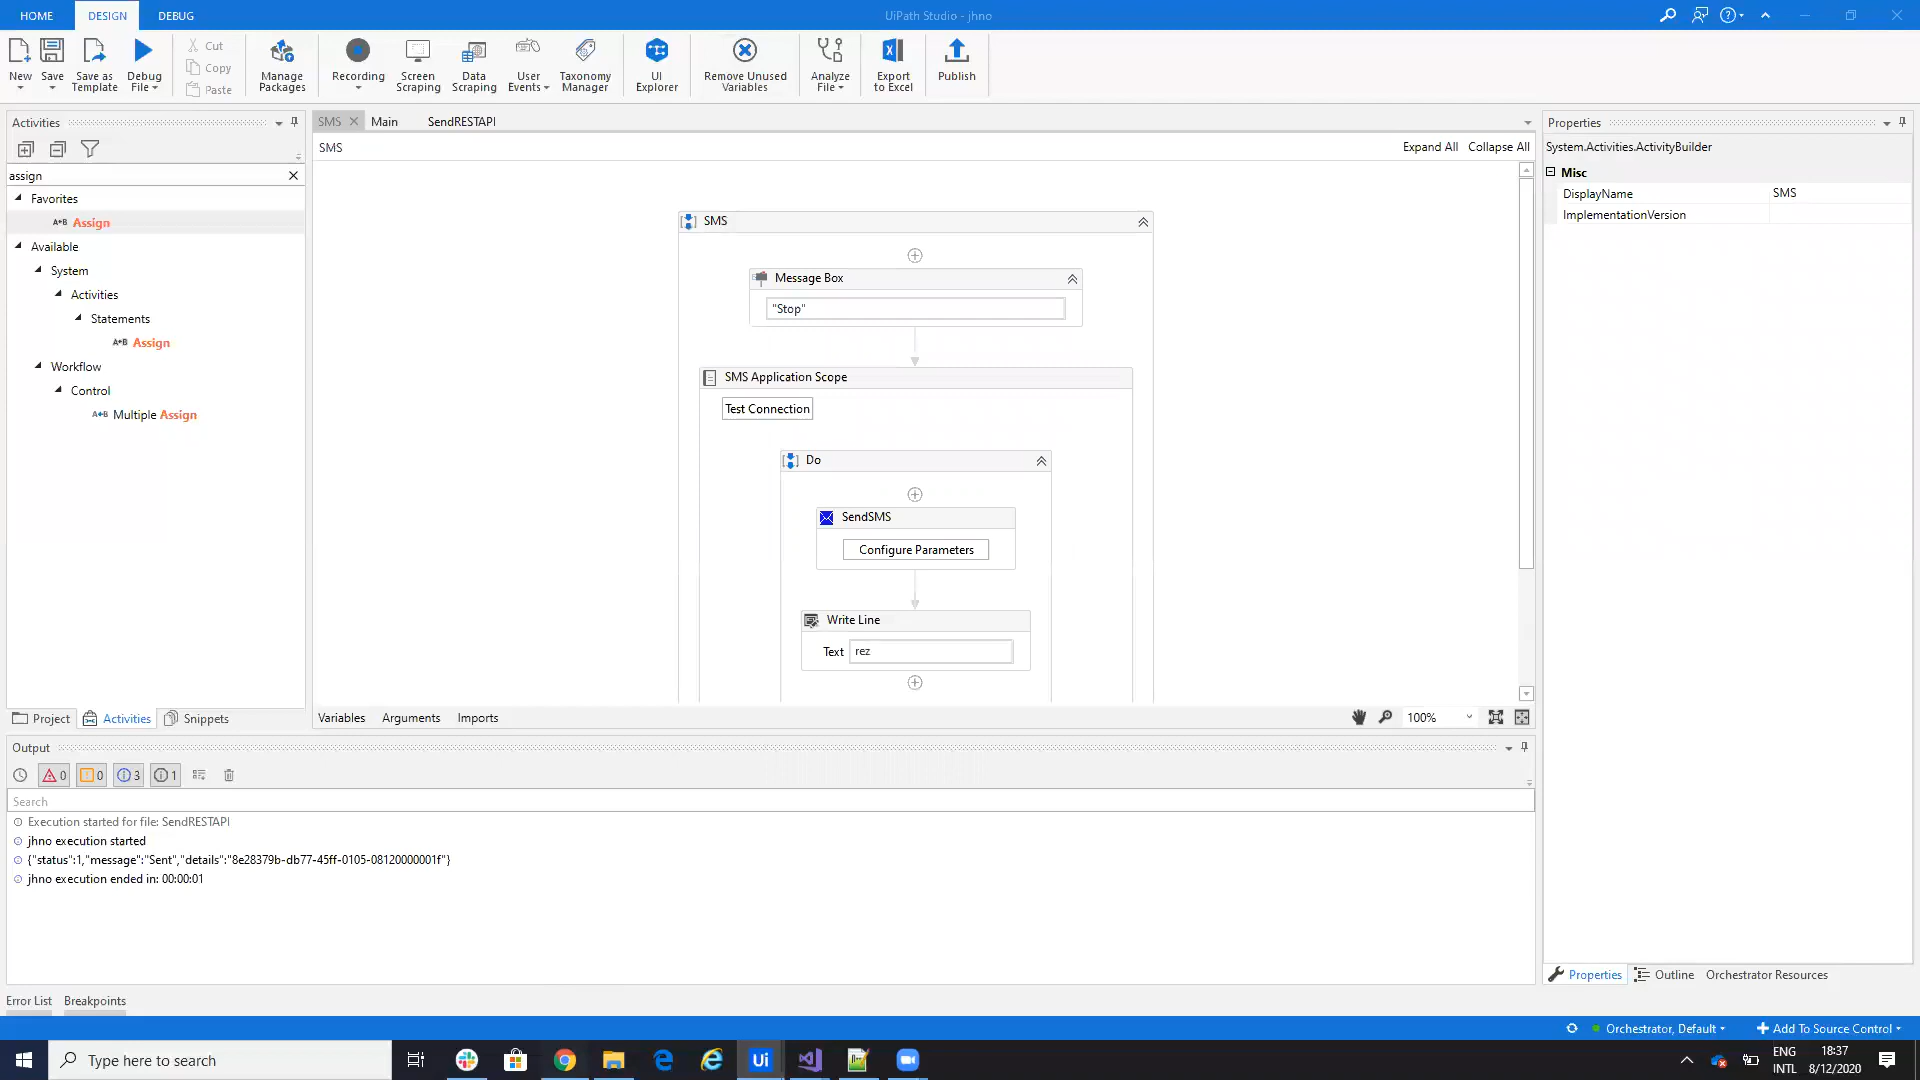 HOME DESIGN DEBUG
UiPath Studio - jhno
New Save Save as Template Debug File
Cut
Copy
Paste
Manage Packages
Recording Screen Scraping Data Scraping User Events Taxonomy Manager
UI Explorer
Remove Unused Variables
Analyze File
Export to Excel
Publish
Activities
assign
Favorites
Assign
Available
System
Activities
Statements
Assign
Workflow
Control
Multiple Assign
Project Activities Snippets
SMS Main SendRESTAPI
SMS
Expand All Collapse All
SMS
Message Box
"Stop"
SMS Application Scope
Test Connection
Do
SendSMS
Configure Parameters
Write Line
Text rez
Variables Arguments Imports
100%
Properties
System.Activities.ActivityBuilder
Misc
DisplayName SMS
ImplementationVersion
Properties Outline Orchestrator Resources
Output
0 0 3 1
Search
Execution started for file: SendRESTAPI
jhno execution started
{"status":1,"message":"Sent","details":"8e28379b-db77-45ff-0105-08120000001f"}
jhno execution ended in: 00:00:01
Error List Breakpoints
Orchestrator, Default Add To Source Control
Type here to search
Ui
ENG
INTL
18:37
8/12/2020